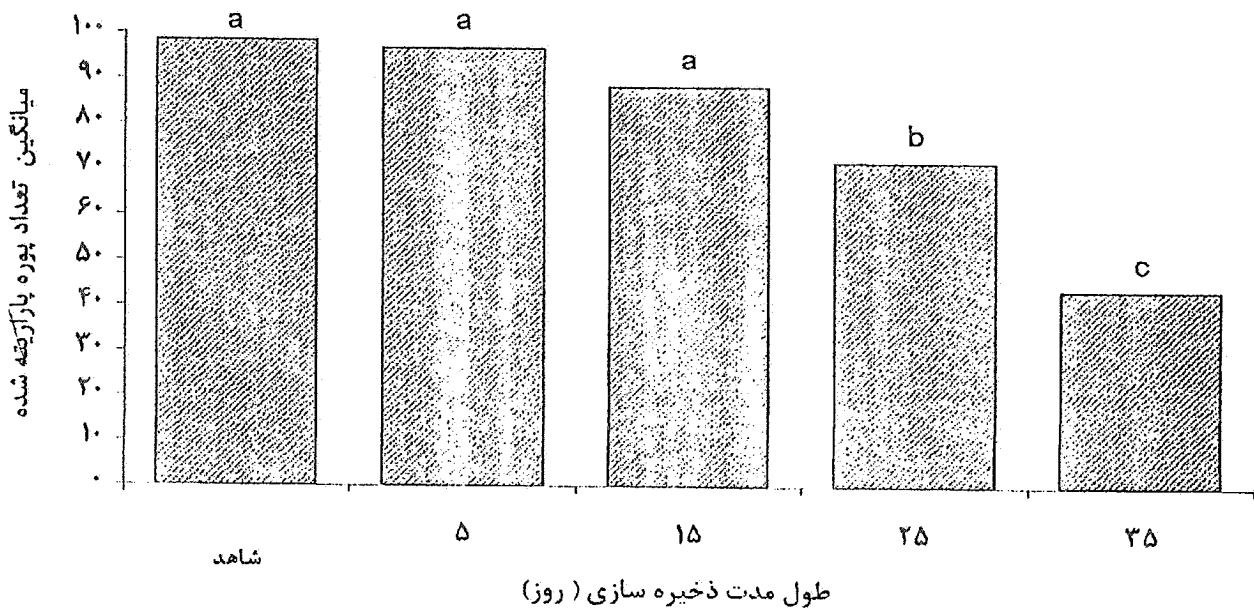 میانگین تعداد پوره پارازیته شده
۱۰۰
۹۰
۸۰
۷۰
۶۰
۵۰
۴۰
۳۰
۲۰
۱۰
۰
a
a
a
b
c
شاهد
۵
۱۵
۲۵
۳۵
طول مدت ذخیره سازی ( روز)